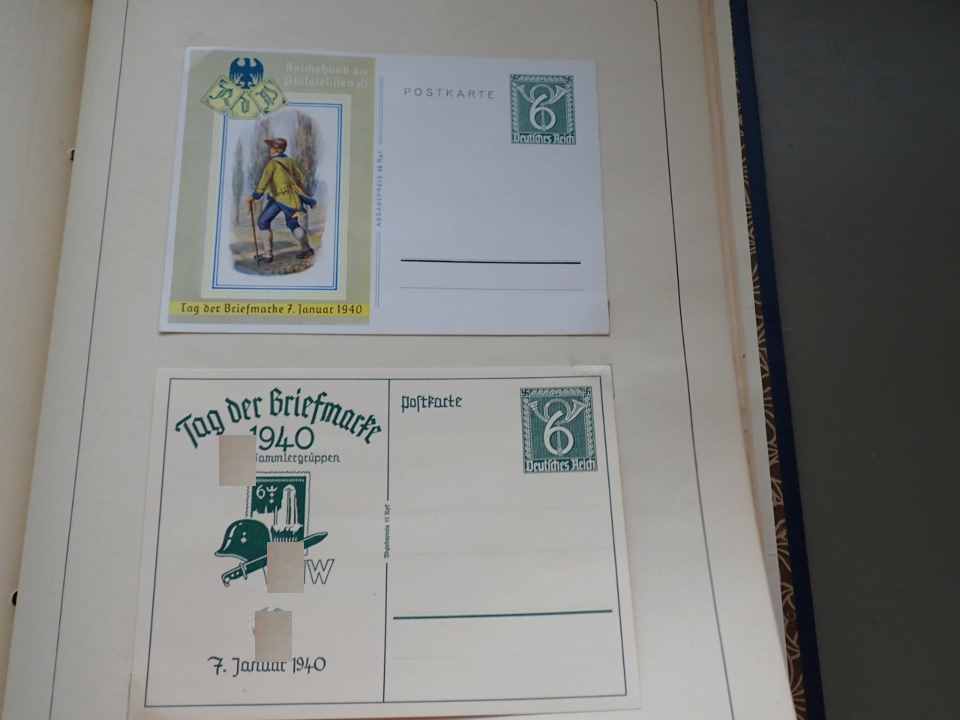 Reichsbund der
Philatelisten
RdP
POSTKARTE
6
Deutsches Reich
Tag der Briefmarke 7. Januar 1940
Tag der Briefmarke
1940
Sammlergruppen
6
7. Januar 1940
Postkarte
6
Deutsches Reich